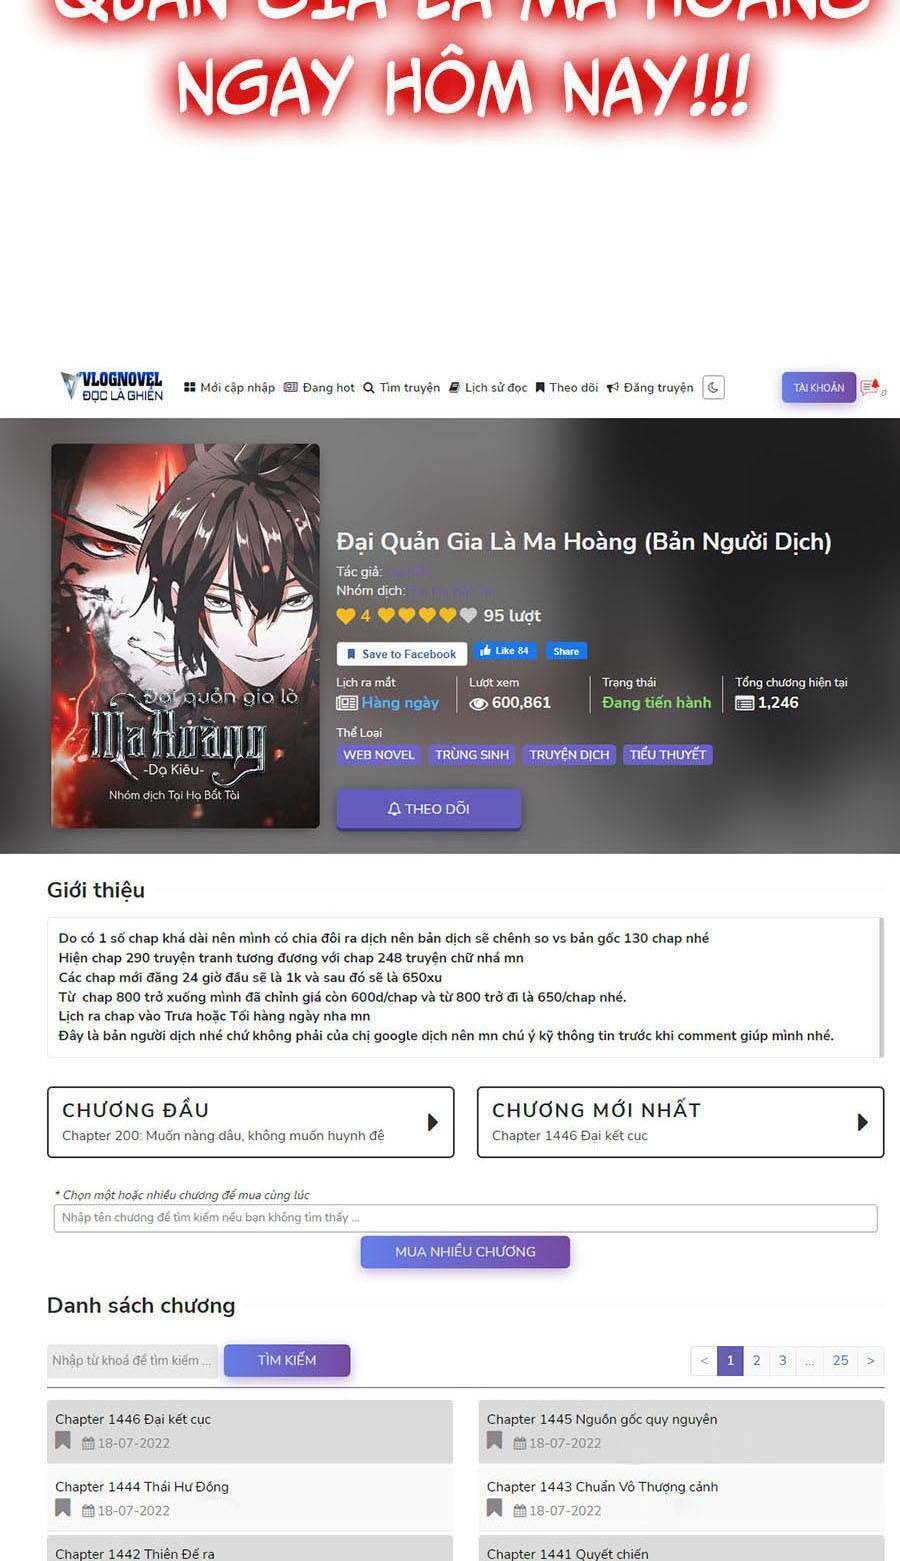 QUẢN GIA LÀ MA HOÀNG
NGAY HÔM NAY!!!
VLOGNOVEL
ĐỌC LÀ GHIỀN
Mới cập nhập Đang hot Tìm truyện Lịch sử đọc Theo dõi Đăng truyện
TÀI KHOẢN
0
Đại quản gia là
Ma Hoàng
-Dạ Kiêu-
Nhóm dịch Tại Hạ Bất Tài
Đại Quản Gia Là Ma Hoàng (Bản Người Dịch)
Tác giả: Dạ Kiêu
Nhóm dịch: Tại Hạ Bất Tài
4 95 lượt
Save to Facebook Like 84 Share
Lịch ra mắt Lượt xem Trạng thái Tổng chương hiện tại
Hàng ngày 600,861 Đang tiến hành 1,246
Thể Loại
WEB NOVEL TRÙNG SINH TRUYỆN DỊCH TIỂU THUYẾT
THEO DÕI
Giới thiệu
Do có 1 số chap khá dài nên mình có chia đôi ra dịch nên bản dịch sẽ chênh so vs bản gốc 130 chap nhé
Hiện chap 290 truyện tranh tương đương với chap 248 truyện chữ nhá mn
Các chap mới đăng 24 giờ đầu sẽ là 1k và sau đó sẽ là 650xu
Từ chap 800 trở xuống mình đã chỉnh giá còn 600d/chap và từ 800 trở đi là 650/chap nhé.
Lịch ra chap vào Trưa hoặc Tối hàng ngày nha mn
Đây là bản người dịch nhé chứ không phải của chị google dịch nên mn chú ý kỹ thông tin trước khi comment giúp mình nhé.
CHƯƠNG ĐẦU
Chapter 200: Muốn nàng dâu, không muốn huynh đệ
CHƯƠNG MỚI NHẤT
Chapter 1446 Đại kết cục
* Chọn một hoặc nhiều chương để mua cùng lúc
Nhập tên chương để tìm kiếm nếu bạn không tìm thấy ...
MUA NHIỀU CHƯƠNG
Danh sách chương
Nhập từ khoá để tìm kiếm ... TÌM KIẾM < 1 2 3 ... 25 >
Chapter 1446 Đại kết cục
18-07-2022
Chapter 1445 Nguồn gốc quy nguyên
18-07-2022
Chapter 1444 Thái Hư Đồng
18-07-2022
Chapter 1443 Chuẩn Vô Thượng cảnh
18-07-2022
Chapter 1442 Thiên Đế ra
Chapter 1441 Quyết chiến